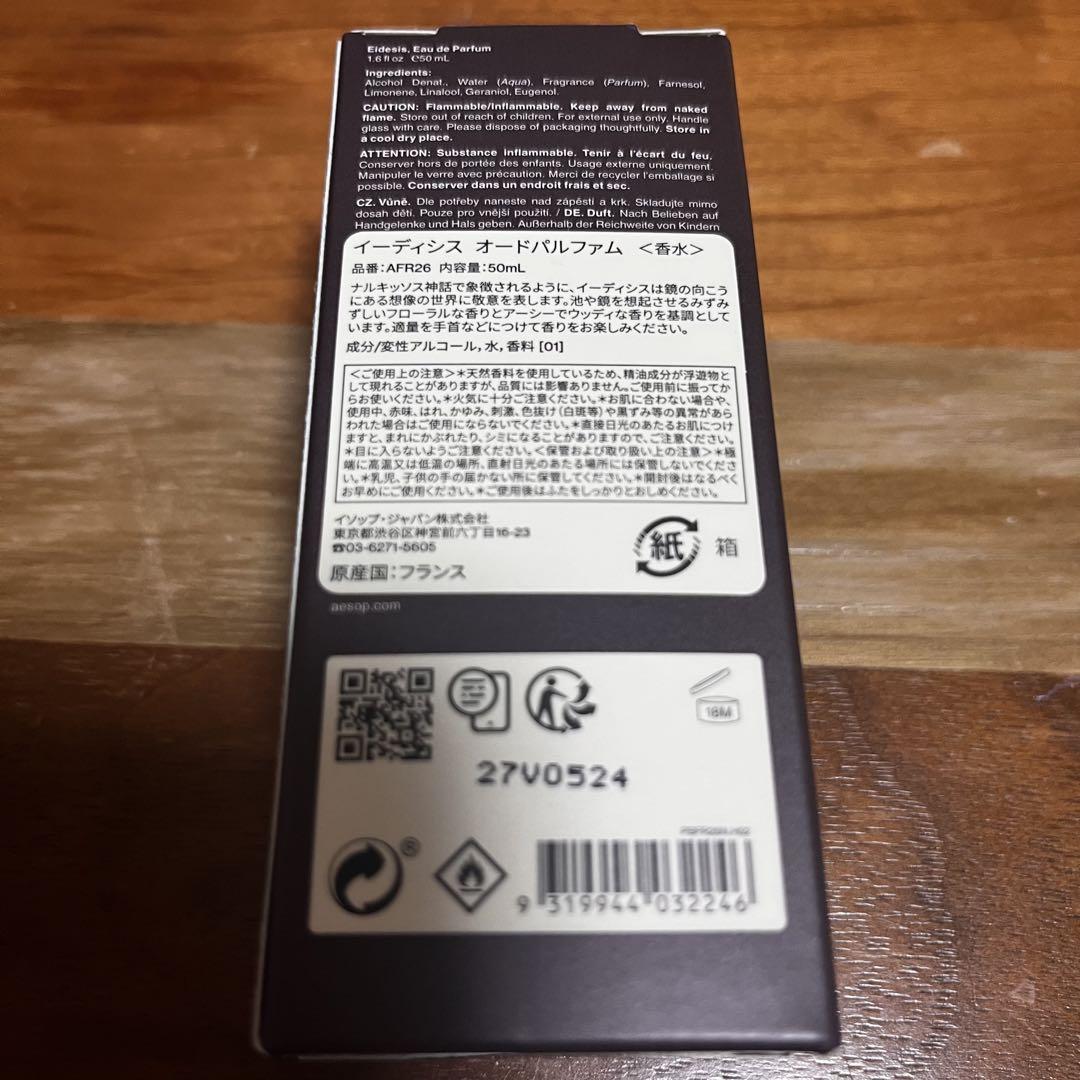 Eidesis, Eau de Parfum
1.6 fl oz ℮50 mL
Ingredients:
Alcohol Denat., Water (Aqua), Fragrance (Parfum), Farnesol,
Limonene, Linalool, Geraniol, Eugenol.
CAUTION: Flammable/Inflammable. Keep away from naked
flame. Store out of reach of children. For external use only. Handle
glass with care. Please dispose of packaging thoughtfully. Store in
a cool dry place.
ATTENTION: Substance inflammable. Tenir à l'écart du feu.
Conserver hors de portée des enfants. Usage externe uniquement.
Manipuler le verre avec précaution. Merci de recycler l'emballage si
possible. Conserver dans un endroit frais et sec.
CZ. Vůně. Dle potřeby naneste nad zápěstí a krk. Skladujte mimo
dosah dětí. Pouze pro vnější použití. / DE. Duft. Nach Belieben auf
Handgelenke und Hals geben. Außerhalb der Reichweite von Kindern
イーディシス オードパルファム <香水>
品番:AFR26 内容量:50mL
ナルキッソス神話で象徴されるように、イーディシスは鏡の向こう
にある想像の世界に敬意を表します。池や鏡を想起させるみずみ
ずしいフローラルな香りとアーシーでウッディな香りを基調として
います。適量を手首などにつけて香りをお楽しみください。
成分/変性アルコール,水,香料 [01]
<ご使用上の注意>*天然香料を使用しているため、精油成分が浮遊物と
して現れることがありますが、品質には影響ありません。ご使用前に振ってか
らお使いください。*火気に十分ご注意ください。*お肌に合わない場合や、
使用中、赤味、はれ、かゆみ、刺激、色抜け(白斑等)や黒ずみ等の異常があら
われた場合はご使用にならないでください。*直接日光のあたるお肌につけ
ますと、まれにかぶれたり、シミになることがありますので、ご注意ください。
*目に入らないようご注意ください。<保管および取り扱い上の注意>*極
端に高温又は低温の場所、直射日光のあたる場所には保管しないでくださ
い。*乳児、子供の手の届かない所に保管してください。*開封後はなるべく
お早めにご使用ください。*ご使用後はふたをしっかりとおしめください。
イソップ・ジャパン株式会社
東京都渋谷区神宮前六丁目16-23
☎03-6271-5605
原産国:フランス
紙 箱
aesop.com
18M
27V0524
®
9 319944 032246